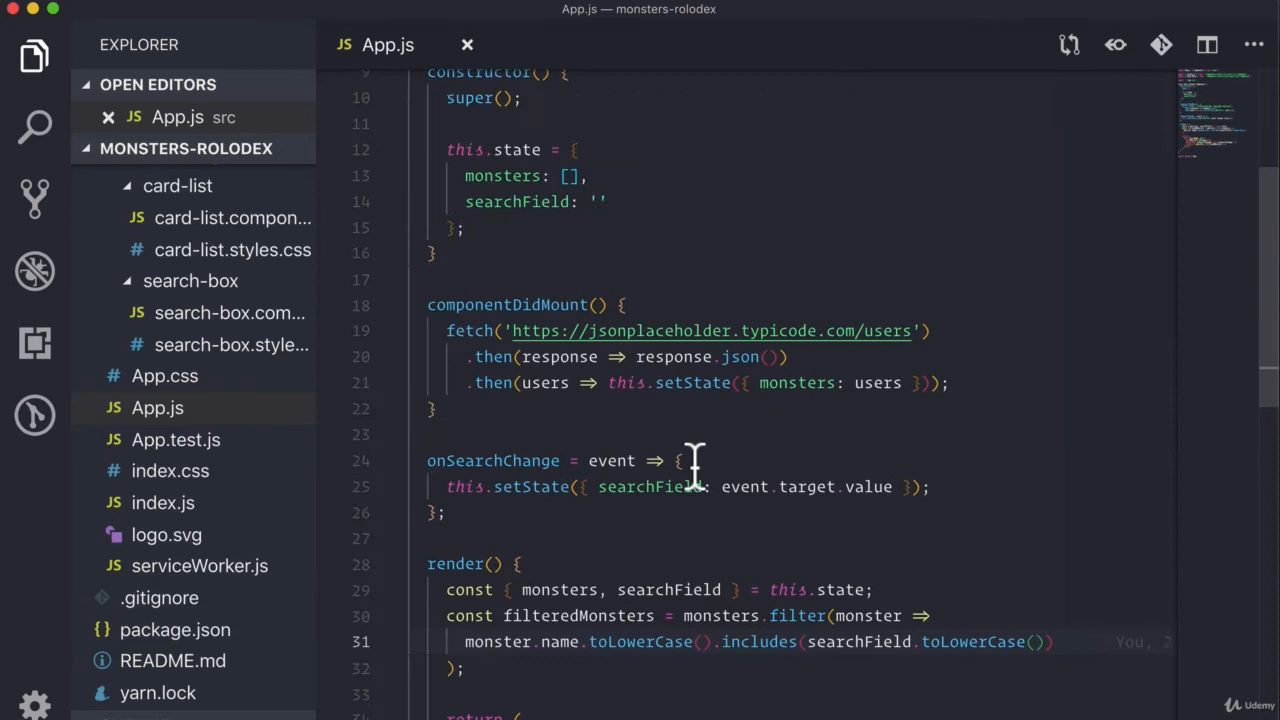 App.js — monsters-rolodex
EXPLORER
OPEN EDITORS
App.js src
MONSTERS-ROLODEX
card-list
JS card-list.compon...
# card-list.styles.css
search-box
JS search-box.com...
# search-box.style...
# App.css
JS App.js
JS App.test.js
# index.css
JS index.js
logo.svg
JS serviceWorker.js
.gitignore
{} package.json
README.md
yarn.lock
JS App.js
9 constructor() {
10 super();
11
12 this.state = {
13 monsters: [],
14 searchField: ''
15 };
16 }
17
18 componentDidMount() {
19 fetch('https://jsonplaceholder.typicode.com/users')
20 .then(response => response.json())
21 .then(users => this.setState({ monsters: users }));
22 }
23
24 onSearchChange = event => {
25 this.setState({ searchField: event.target.value });
26 };
27
28 render() {
29 const { monsters, searchField } = this.state;
30 const filteredMonsters = monsters.filter(monster =>
31 monster.name.toLowerCase().includes(searchField.toLowerCase()) You, 2
32 );
33
34 return (
Udemy